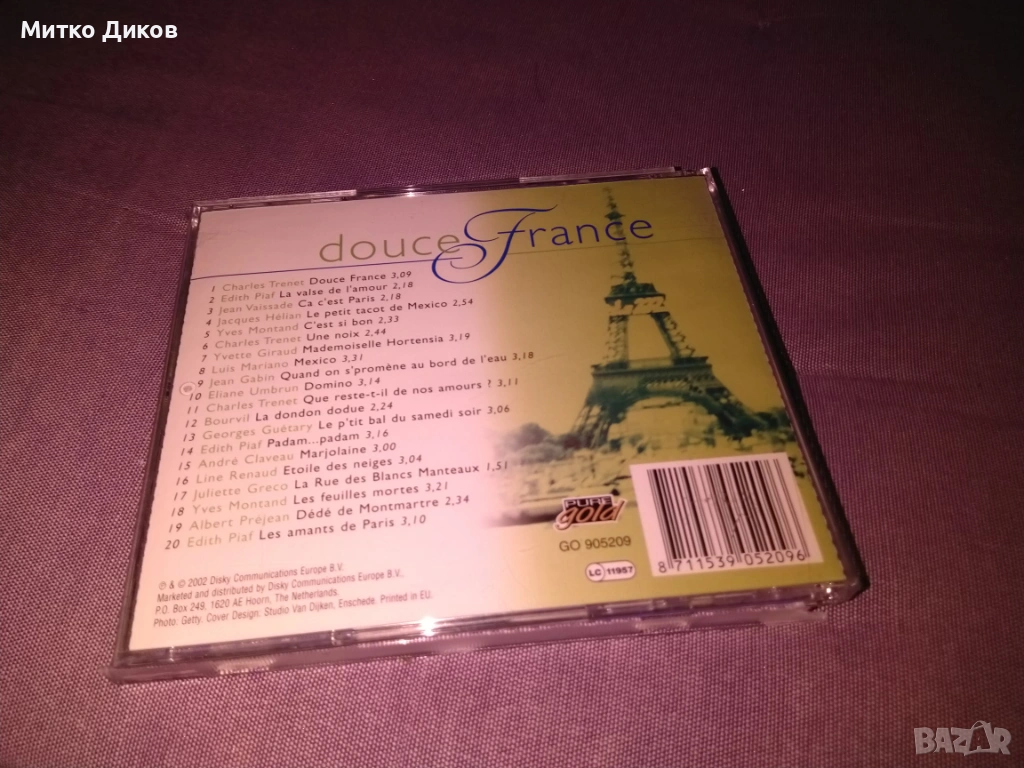 Митко Диков
douce France
1 Charles Trenet Douce France 3,09
2 Edith Piaf La valse de l'amour 2,18
3 Jean Vaissade Ca c'est Paris 2,18
4 Jacques Hélian Le petit tacot de Mexico 2,54
5 Yves Montand C'est si bon 2,33
6 Charles Trenet Une noix 2,44
7 Yvette Giraud Mademoiselle Hortensia 3,19
8 Luis Mariano Mexico 3,31
9 Jean Gabin Quand on s'promène au bord de l'eau 3,18
10 Eliane Umbrun Domino 3,14
11 Charles Trenet Que reste-t-il de nos amours ? 3,11
12 Bourvil La dondon dodue 2,24
13 Georges Guétary Le p'tit bal du samedi soir 3,06
14 Edith Piaf Padam...padam 3,16
15 André Claveau Marjolaine 3,00
16 Line Renaud Etoile des neiges 3,04
17 Juliette Greco La Rue des Blancs Manteaux 1,51
18 Yves Montand Les feuilles mortes 3,21
19 Albert Préjean Dédé de Montmartre 2,34
20 Edith Piaf Les amants de Paris 3,10
PURE gold
GO 905209
LC 11957
8 711539 052096
℗ & © 2002 Disky Communications Europe B.V.
Marketed and distributed by Disky Communications Europe B.V.,
P.O. Box 249, 1620 AE Hoorn, The Netherlands.
Photo: Getty. Cover Design: Studio Van Dijken, Enschede. Printed in EU.
BAZAR